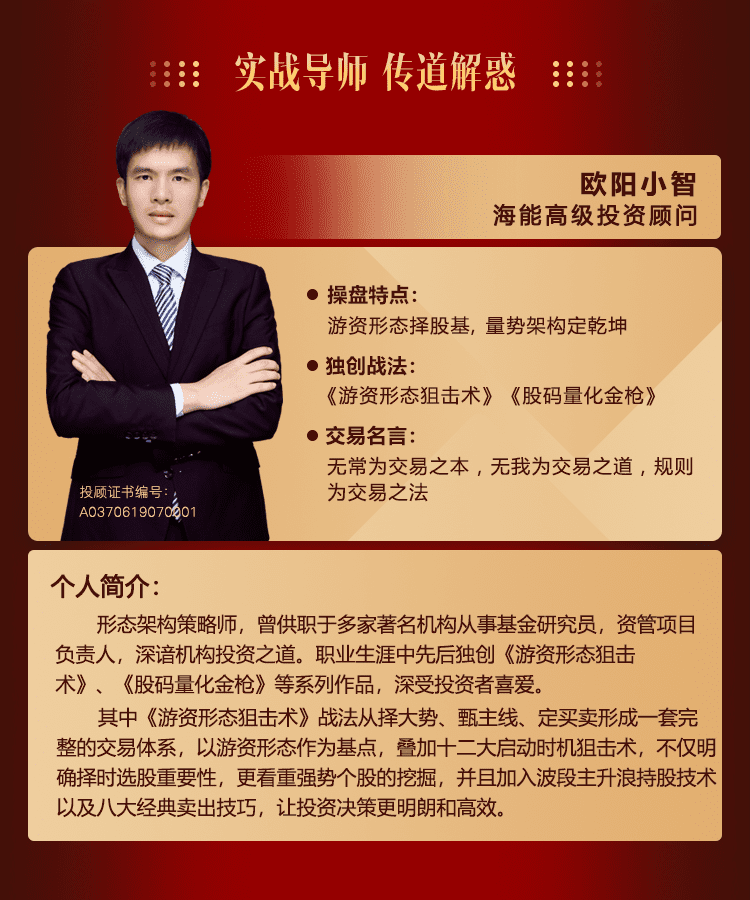 实战导师 传道解惑
欧阳小智
海能高级投资顾问
操盘特点：
游资形态择股基, 量势架构定乾坤
独创战法：
《游资形态狙击术》《股码量化金枪》
交易名言：
无常为交易之本，无我为交易之道，规则
为交易之法
投顾证书编号：
A0370619070001
个人简介：
形态架构策略师，曾供职于多家著名机构从事基金研究员，资管项目
负责人，深谙机构投资之道。职业生涯中先后独创《游资形态狙击
术》、《股码量化金枪》等系列作品，深受投资者喜爱。
其中《游资形态狙击术》战法从择大势、甄主线、定买卖形成一套完
整的交易体系，以游资形态作为基点，叠加十二大启动时机狙击术，不仅明
确择时选股重要性，更看重强势个股的挖掘，并且加入波段主升浪持股技术
以及八大经典卖出技巧，让投资决策更明朗和高效。